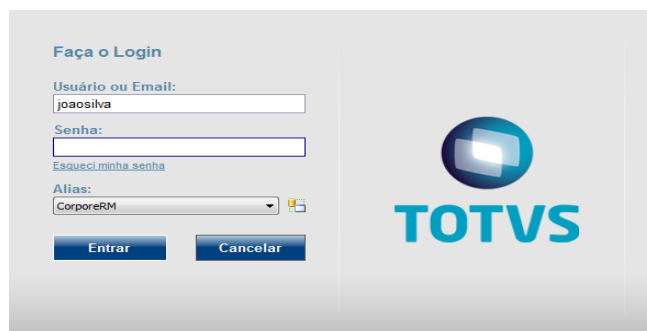 Faça o Login
Usuário ou Email:
joaosilva
Senha:
Esqueci minha senha
Alias:
CorporeRM
Entrar
Cancelar
TOTVS